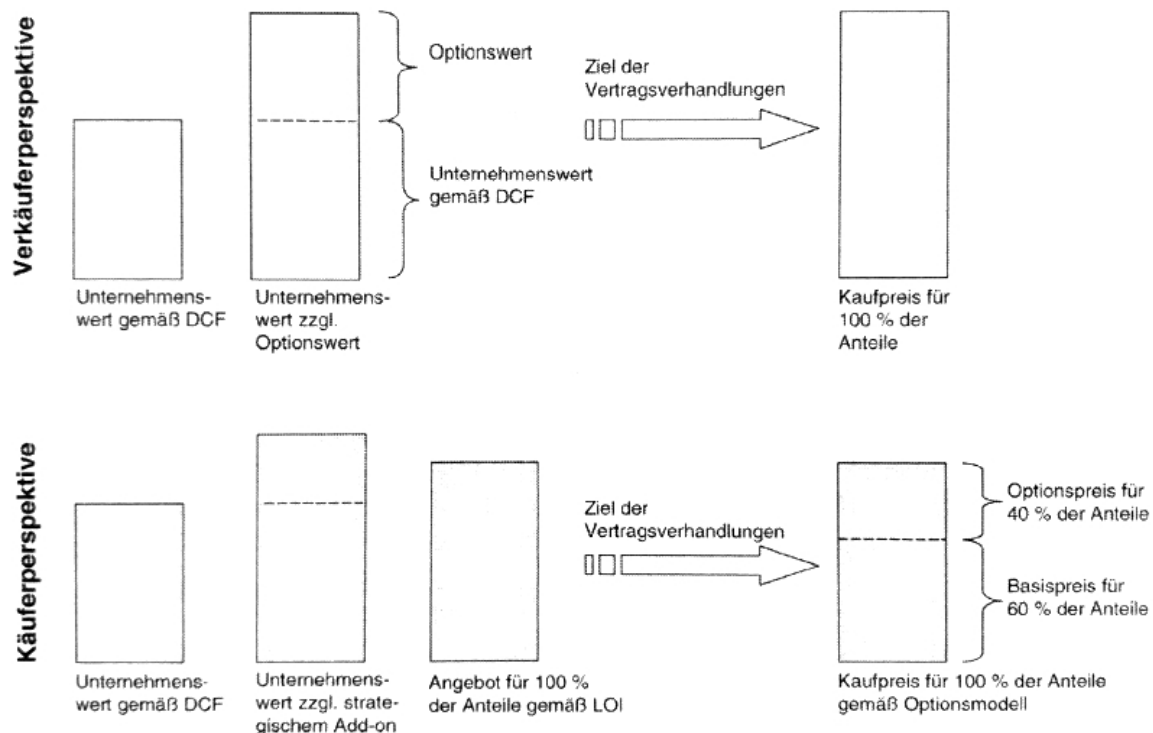 Verkäuferperspektive
Optionswert
Unternehmenswert
gemäß DCF
Ziel der
Vertragsverhandlungen
Unternehmens-
wert gemäß DCF
Unternehmens-
wert zzgl.
Optionswert
Kaufpreis für
100 % der
Anteile
Käuferperspektive
Ziel der
Vertragsverhandlungen
Optionspreis für
40 % der Anteile
Basispreis für
60 % der Anteile
Unternehmens-
wert gemäß DCF
Unternehmens-
wert zzgl. strate-
gischem Add-on
Angebot für 100 %
der Anteile gemäß LOI
Kaufpreis für 100 % der Anteile
gemäß Optionsmodell